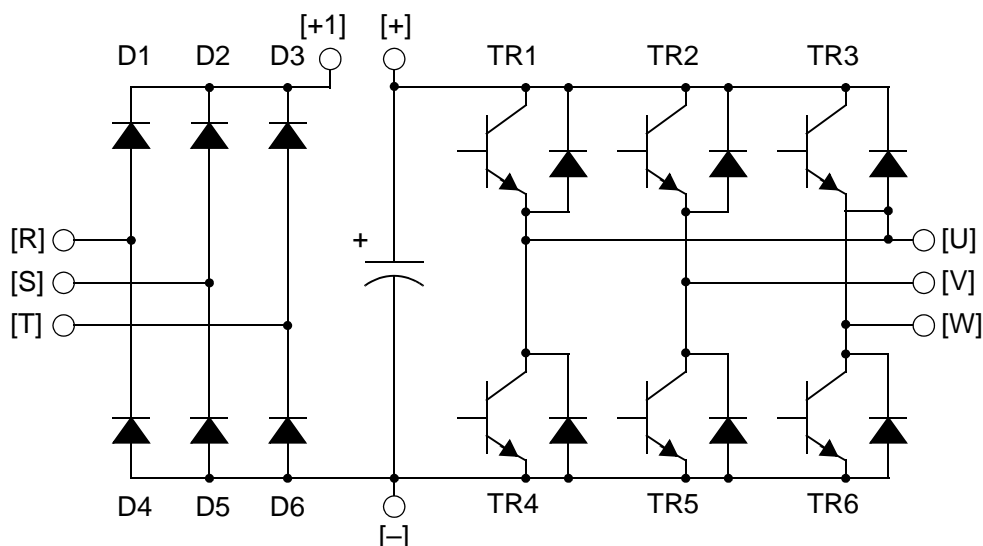 [+1] [+]
D1 D2 D3 TR1 TR2 TR3
[R] + [U]
[S] [V]
[T] [W]
D4 D5 D6 TR4 TR5 TR6
[–]